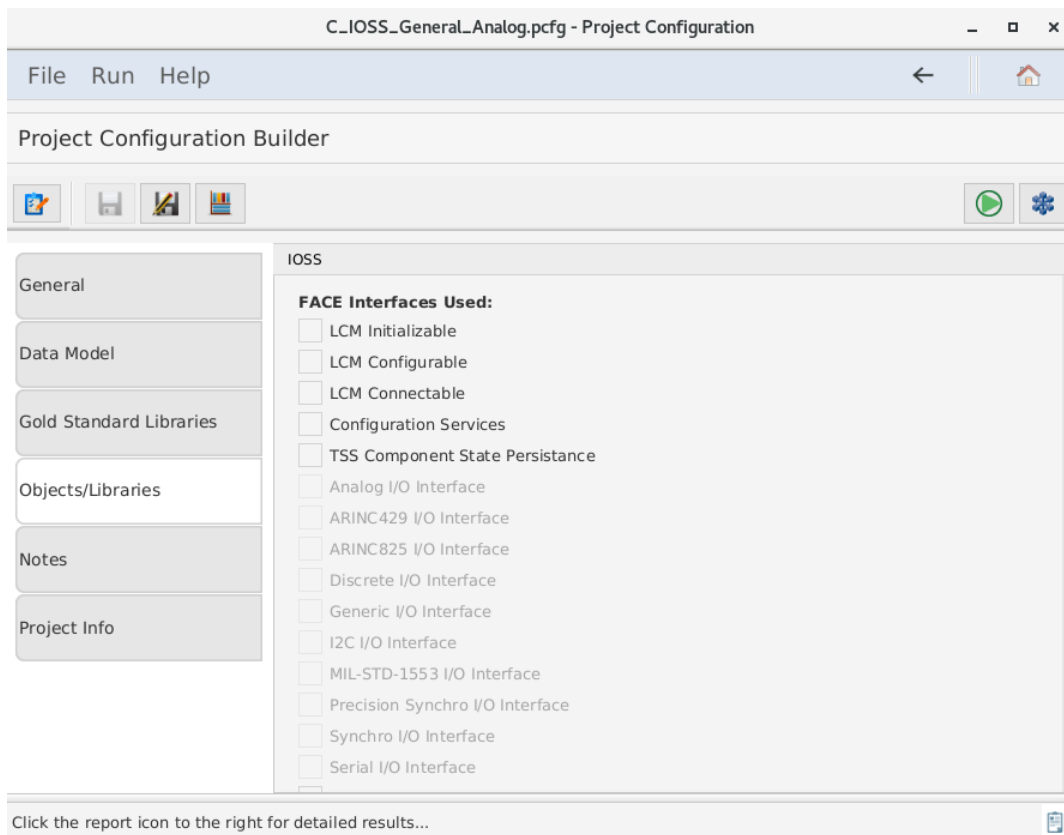 C_IOSS_General_Analog.pcfg - Project Configuration
File Run Help
Project Configuration Builder
General
Data Model
Gold Standard Libraries
Objects/Libraries
Notes
Project Info
IOSS
FACE Interfaces Used:
LCM Initializable
LCM Configurable
LCM Connectable
Configuration Services
TSS Component State Persistance
Analog I/O Interface
ARINC429 I/O Interface
ARINC825 I/O Interface
Discrete I/O Interface
Generic I/O Interface
I2C I/O Interface
MIL-STD-1553 I/O Interface
Precision Synchro I/O Interface
Synchro I/O Interface
Serial I/O Interface
Click the report icon to the right for detailed results...